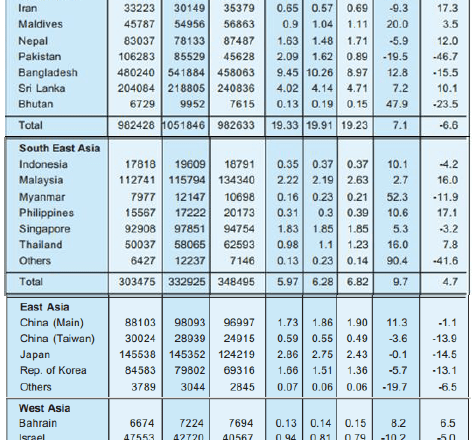 Iran 33223 30149 35379 0.65 0.57 0.69 -9.3 17.3
Maldives 45787 54956 56863 0.9 1.04 1.11 20.0 3.5
Nepal 83037 78133 87487 1.63 1.48 1.71 -5.9 12.0
Pakistan 106283 85529 45628 2.09 1.62 0.89 -19.5 -46.7
Bangladesh 480240 541884 458063 9.45 10.26 8.97 12.8 -15.5
Sri Lanka 204084 218805 240836 4.02 4.14 4.71 7.2 10.1
Bhutan 6729 9952 7615 0.13 0.19 0.15 47.9 -23.5
Total 982428 1051846 982633 19.33 19.91 19.23 7.1 -6.6
South East Asia
Indonesia 17818 19609 18791 0.35 0.37 0.37 10.1 -4.2
Malaysia 112741 115794 134340 2.22 2.19 2.63 2.7 16.0
Myanmar 7977 12147 10698 0.16 0.23 0.21 52.3 -11.9
Philippines 15567 17222 20173 0.31 0.3 0.39 10.6 17.1
Singapore 92908 97851 94754 1.83 1.85 1.85 5.3 -3.2
Thailand 50037 58065 62593 0.98 1.1 1.23 16.0 7.8
Others 6427 12237 7146 0.13 0.23 0.14 90.4 -41.6
Total 303475 332925 348495 5.97 6.28 6.82 9.7 4.7
East Asia
China (Main) 88103 98093 96997 1.73 1.86 1.90 11.3 -1.1
China (Taiwan) 30024 28939 24915 0.59 0.55 0.49 -3.6 -13.9
Japan 145538 145352 124219 2.86 2.75 2.43 -0.1 -14.5
Rep. of Korea 84583 79802 69316 1.66 1.51 1.36 -5.7 -13.1
Others 3789 3044 2845 0.07 0.06 0.06 -19.7 -6.5
West Asia
Bahrain 6674 7224 7694 0.13 0.14 0.15 8.2 6.5
Israel 47553 42720 40567 0.94 0.81 0.79 -10.2 -5.0